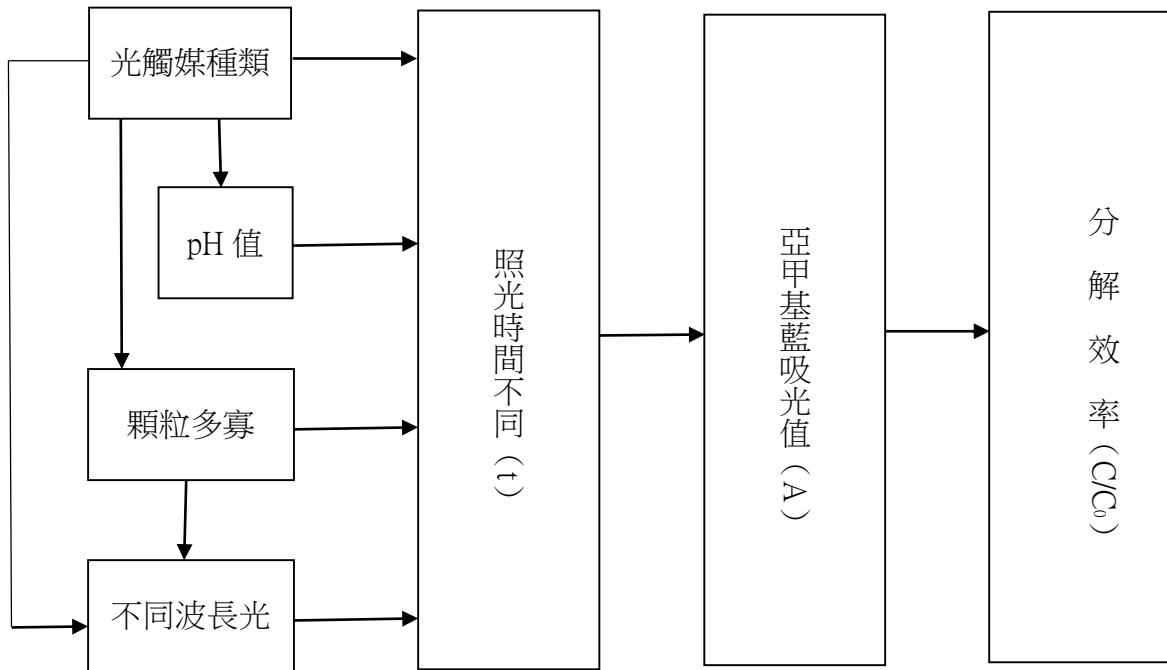 光觸媒種類
pH 值
顆粒多寡
不同波長光
照光時間不同（t）
亞甲基藍吸光值（A）
分解效率（C/C₀）